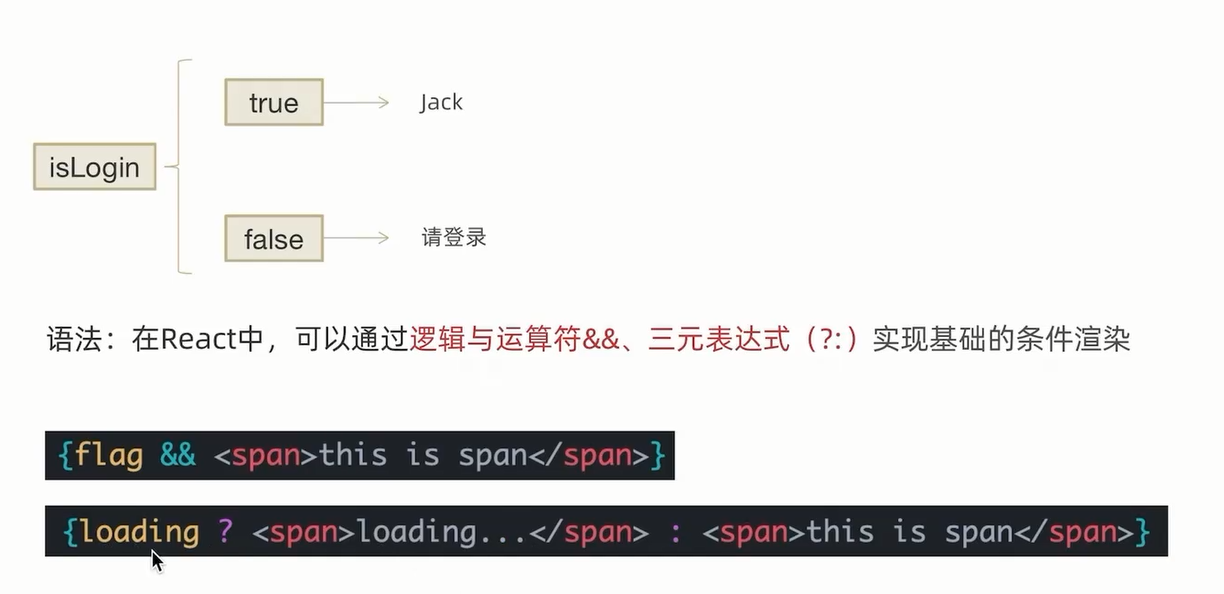 true
Jack
isLogin
false
请登录
语法：在React中，可以通过逻辑与运算符&&、三元表达式（?:）实现基础的条件渲染
{flag && <span>this is span</span>}
{loading ? <span>loading...</span> : <span>this is span</span>}